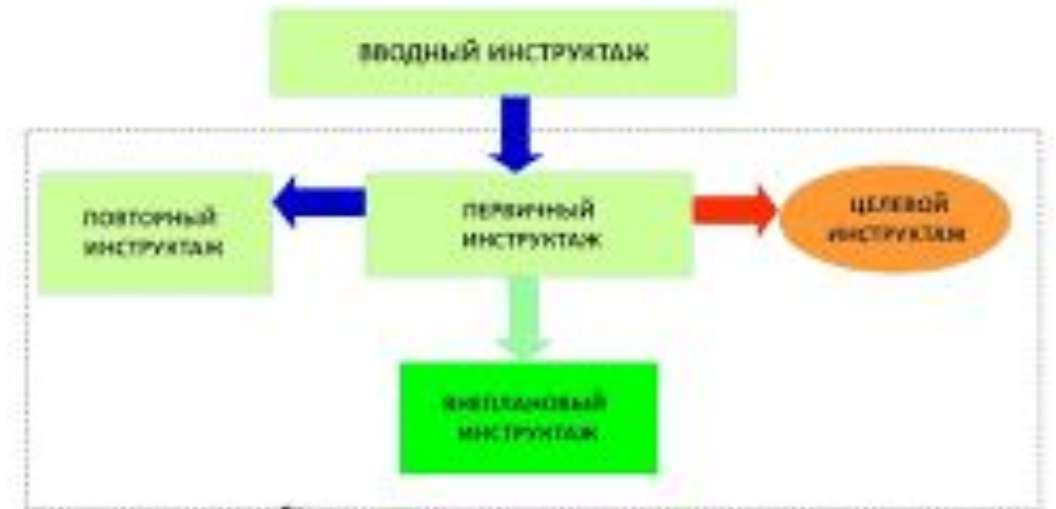 ВВОДНЫЙ ИНСТРУКТАЖ
ПОВТОРНЫЙ
ИНСТРУКТАЖ
ПЕРВИЧНЫЙ
ИНСТРУКТАЖ
ЦЕЛЕВОЙ
ИНСТРУКТАЖ
ВНЕПЛАНОВЫЙ
ИНСТРУКТАЖ